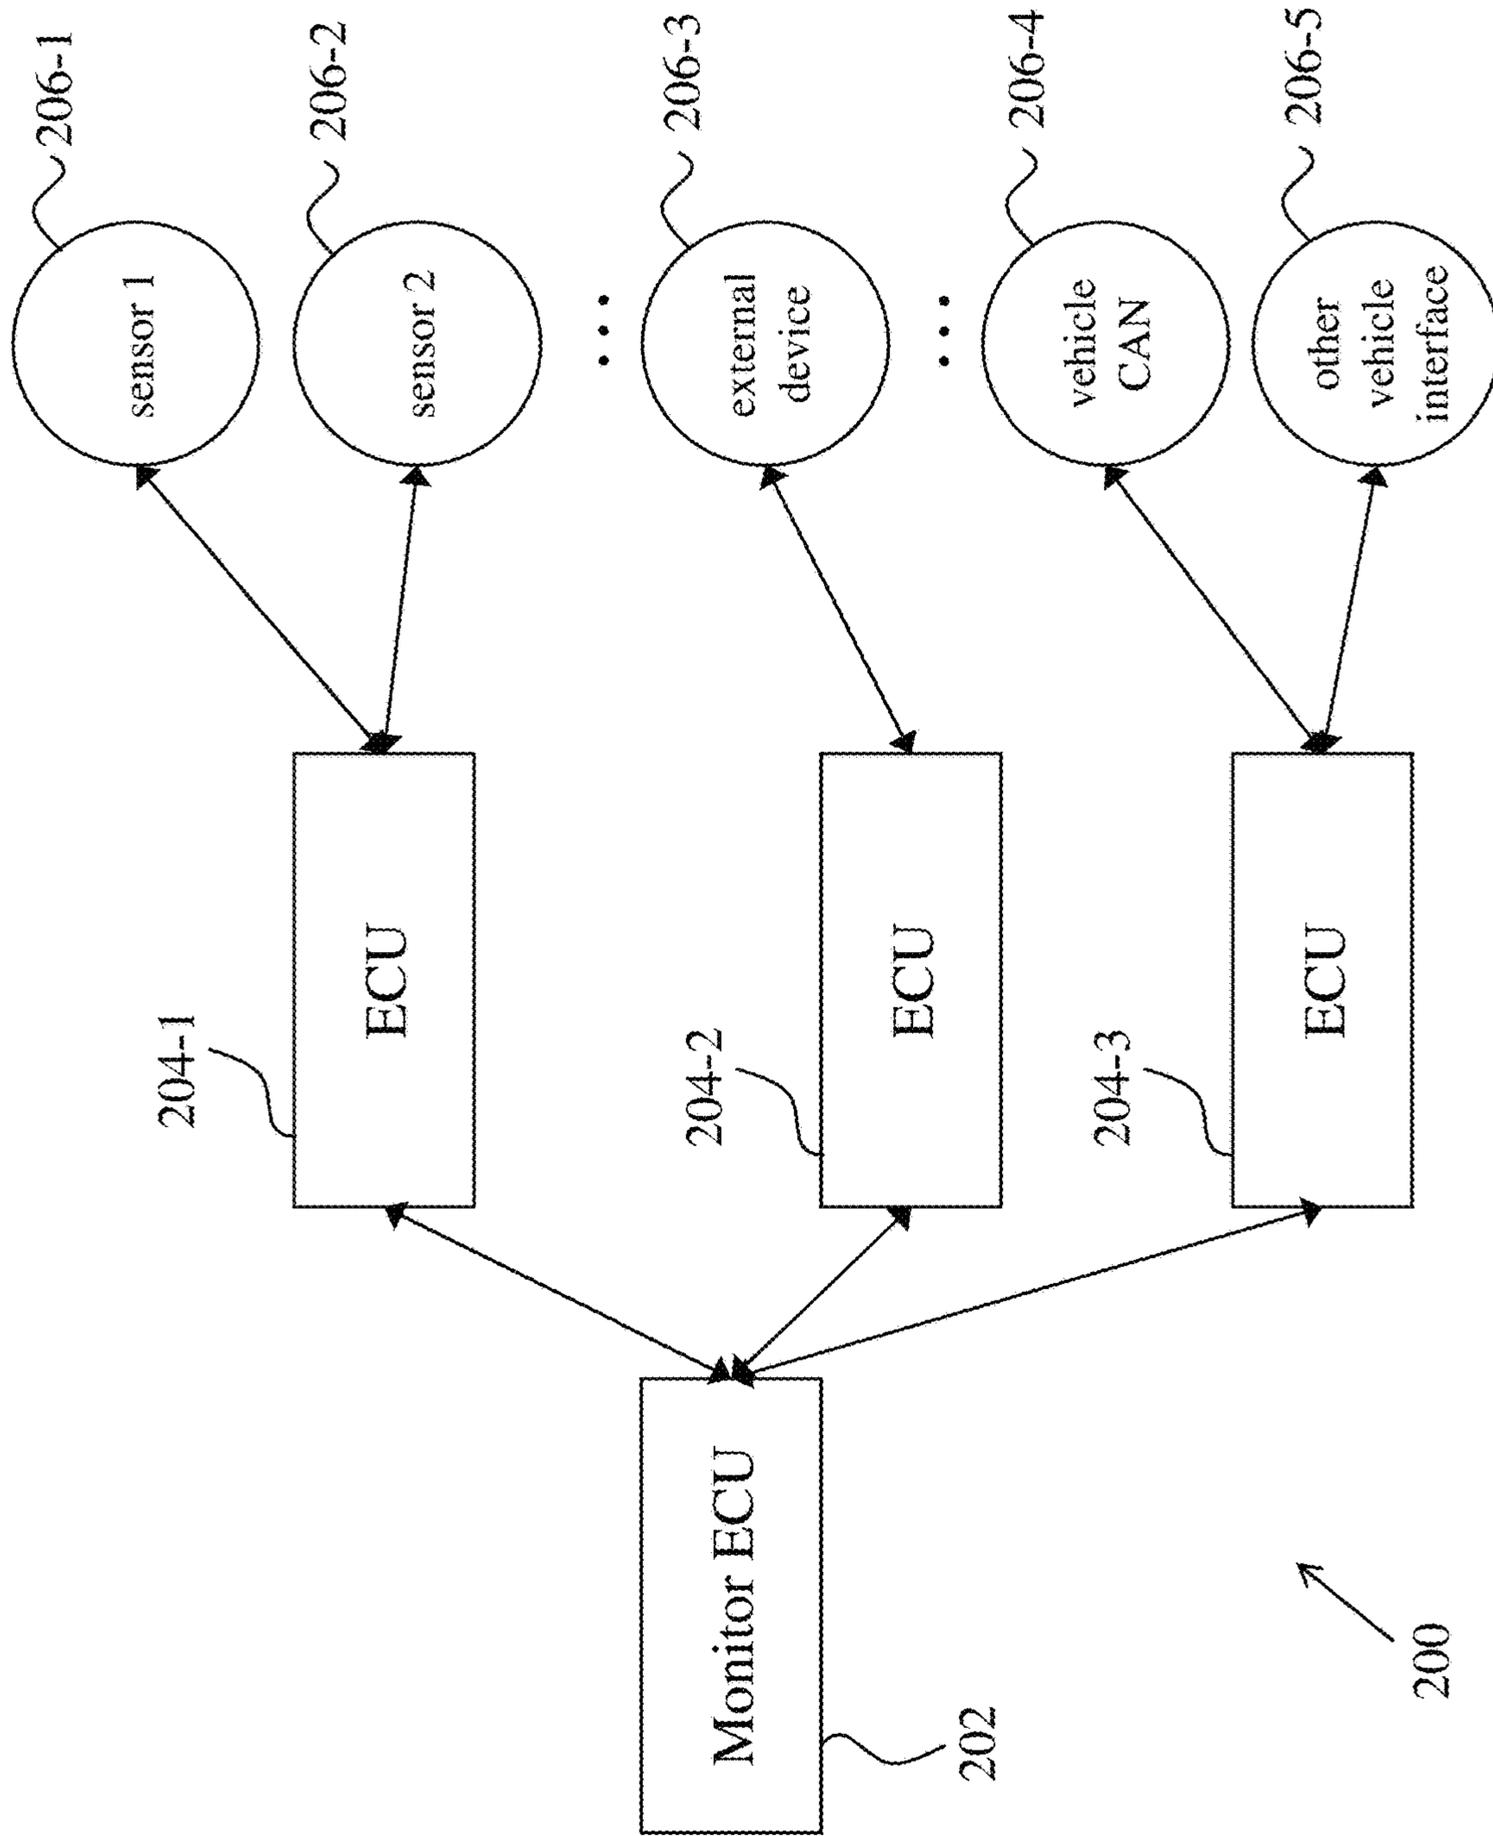 206-1
206-2
206-3
206-4
206-5
sensor 1
sensor 2
external
device
vehicle
CAN
other
vehicle
interface
204-1
ECU
204-2
ECU
204-3
ECU
Monitor ECU
202
200